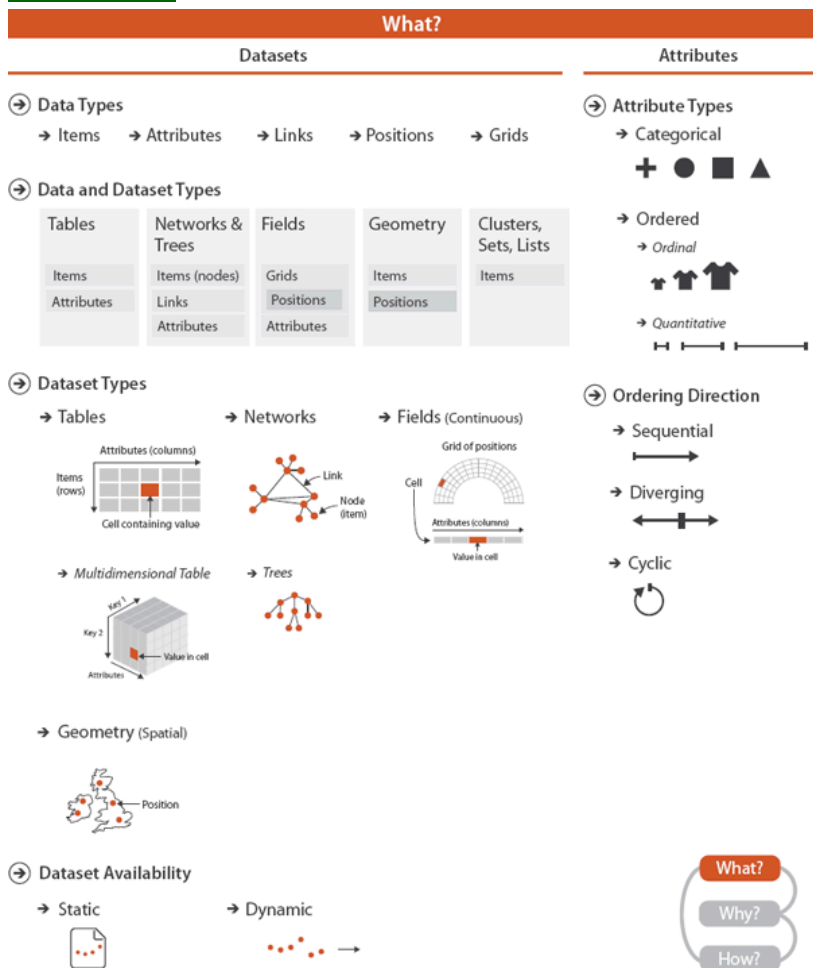 What?
Datasets
Attributes
Data Types
Items
Attributes
Links
Positions
Grids
Data and Dataset Types
Tables
Items
Attributes
Networks &
Trees
Items (nodes)
Links
Attributes
Fields
Grids
Positions
Attributes
Geometry
Items
Positions
Clusters,
Sets, Lists
Items
Dataset Types
Tables
Attributes (columns)
Items
(rows)
Cell containing value
Networks
Link
Node
(item)
Fields (Continuous)
Grid of positions
Cell
Attributes (columns)
Value in cell
Multidimensional Table
Key 1
Key 2
Value in cell
Attributes
Trees
Geometry (Spatial)
Position
Dataset Availability
Static
Dynamic
Attribute Types
Categorical
Ordered
Ordinal
Quantitative
Ordering Direction
Sequential
Diverging
Cyclic
What?
Why?
How?